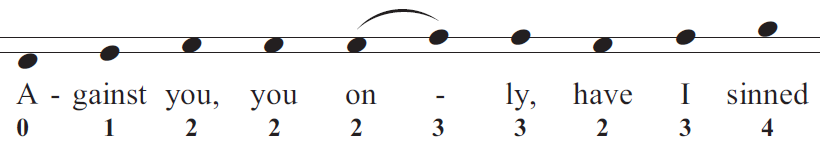 A - gainst you, you on - ly, have I sinned
0 1 2 2 2 3 3 2 3 4